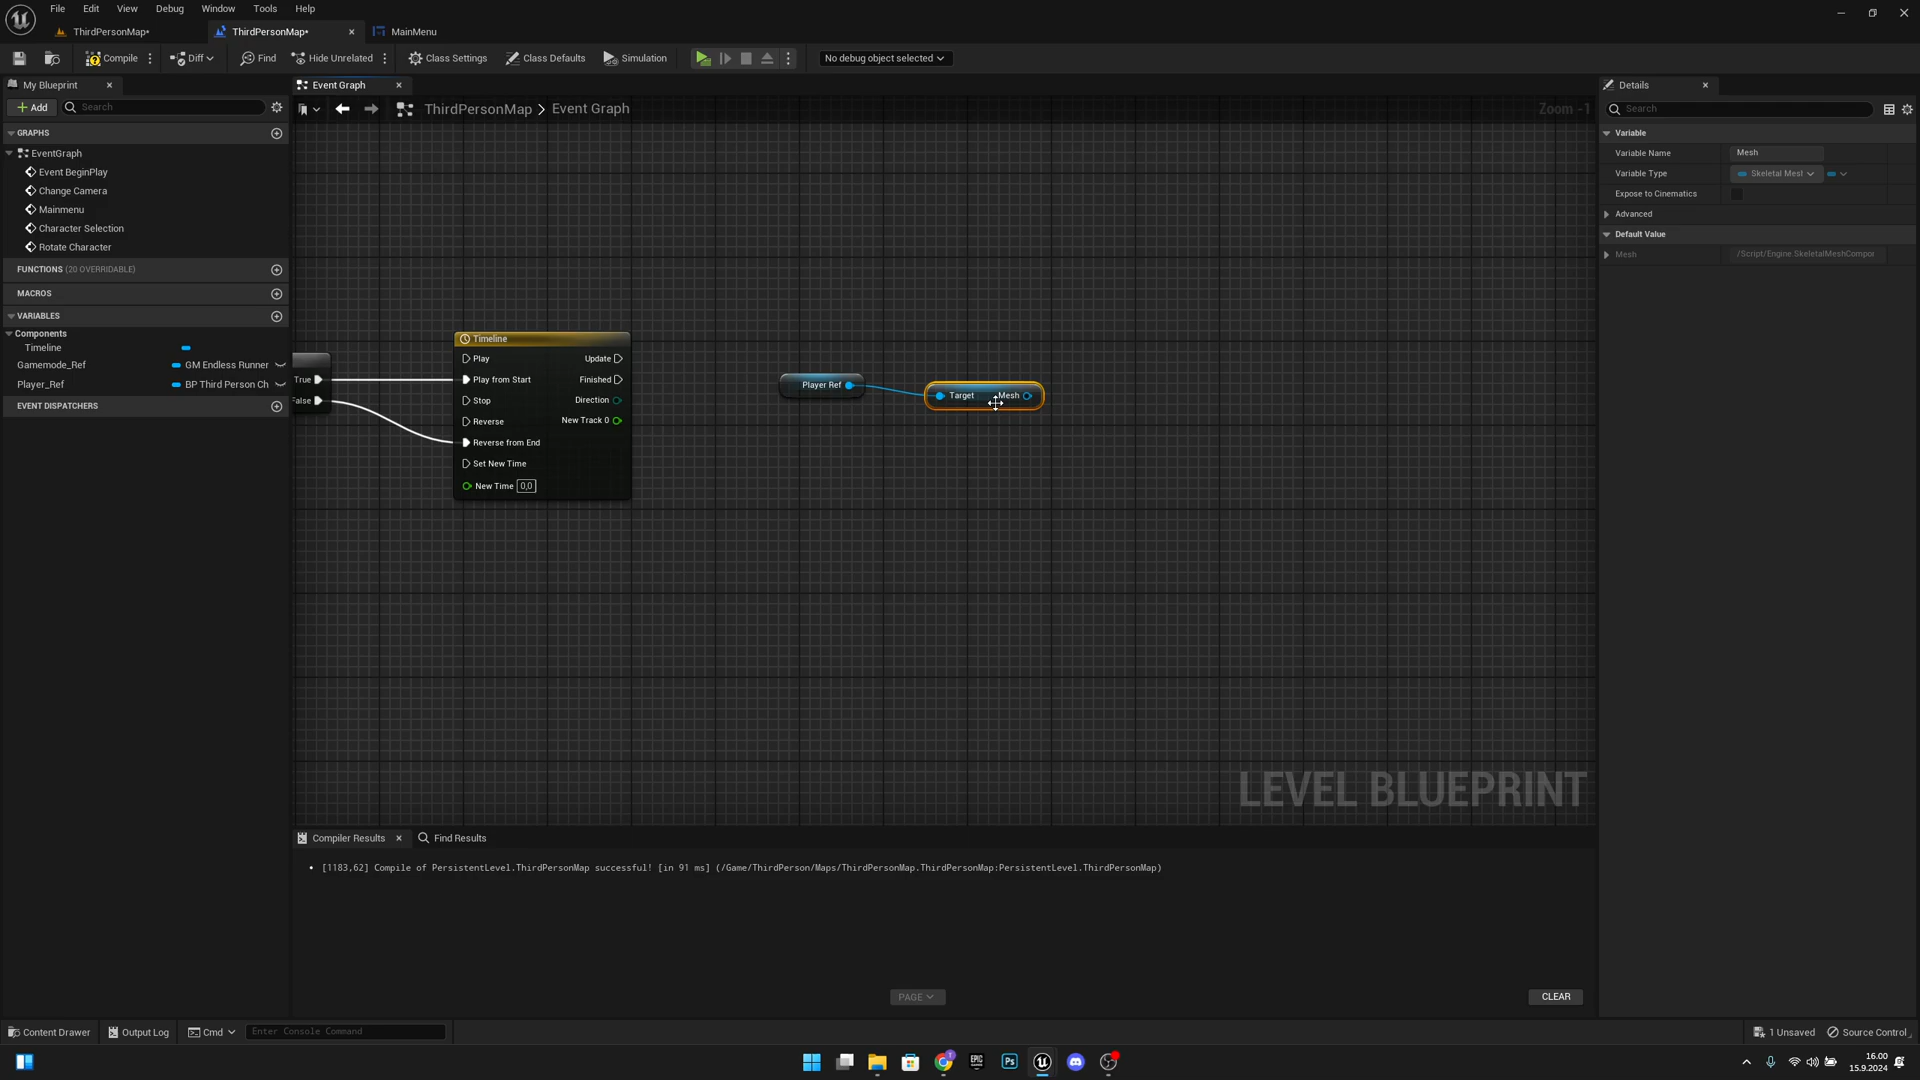 File Edit View Debug Window Tools Help
ThirdPersonMap* ThirdPersonMap* MainMenu
Compile Diff Find Hide Unrelated Class Settings Class Defaults Simulation No debug object selected
My Blueprint Event Graph Details
Add Search ThirdPersonMap > Event Graph Zoom -1 Search
GRAPHS
EventGraph
Event BeginPlay
Change Camera
Mainmenu
Character Selection
Rotate Character
FUNCTIONS (20 OVERRIDABLE)
MACROS
VARIABLES
Components
Timeline
Gamemode_Ref GM Endless Runner
Player_Ref BP Third Person Ch
EVENT DISPATCHERS
True
False
Timeline
Play Update
Play from Start Finished
Stop Direction
Reverse New Track 0
Reverse from End
Set New Time
New Time 0,0
Player Ref
Target Mesh
LEVEL BLUEPRINT
Variable
Variable Name Mesh
Variable Type Skeletal Mesl
Expose to Cinematics
Advanced
Default Value
Mesh /Script/Engine.SkeletalMeshCompoi
Compiler Results Find Results
[1183,62] Compile of PersistentLevel.ThirdPersonMap successful! [in 91 ms] (/Game/ThirdPerson/Maps/ThirdPersonMap.ThirdPersonMap:PersistentLevel.ThirdPersonMap)
PAGE CLEAR
Content Drawer Output Log Cmd Enter Console Command 1 Unsaved Source Control
EPIC GAMES Ps
16.00
15.9.2024